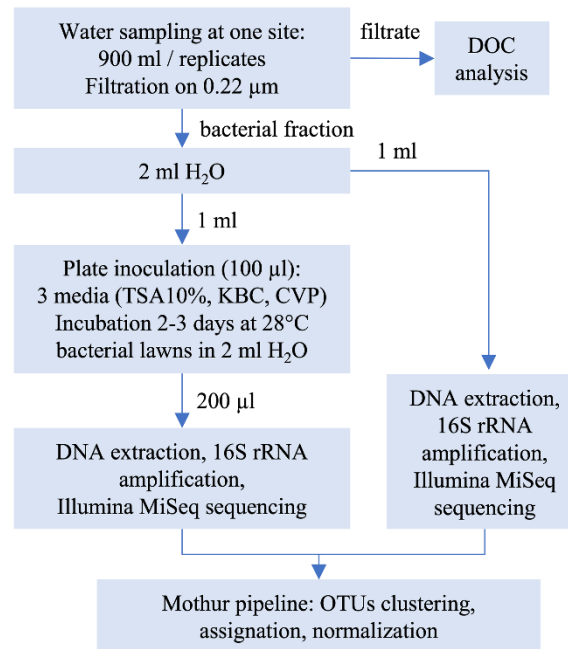 Water sampling at one site:
900 ml / replicates
Filtration on 0.22 µm
filtrate
DOC
analysis
bacterial fraction
1 ml
2 ml H₂O
1 ml
Plate inoculation (100 µl):
3 media (TSA10%, KBC, CVP)
Incubation 2-3 days at 28°C
bacterial lawns in 2 ml H₂O
200 µl
DNA extraction, 16S rRNA
amplification,
Illumina MiSeq sequencing
DNA extraction,
16S rRNA
amplification,
Illumina MiSeq
sequencing
Mothur pipeline: OTUs clustering,
assignation, normalization